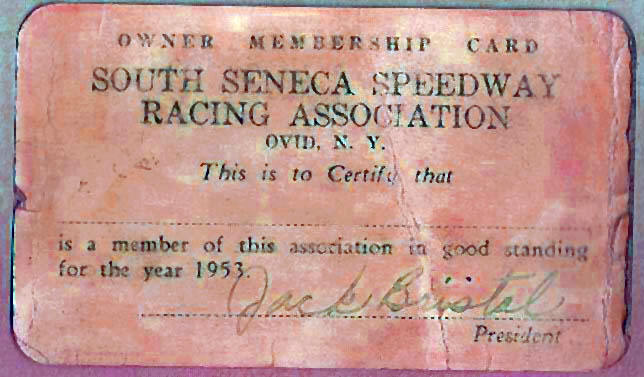 OWNER MEMBERSHIP CARD
SOUTH SENECA SPEEDWAY
RACING ASSOCIATION
OVID, N. Y.
This is to Certify that
is a member of this association in good standing
for the year 1953.
Jack Bristol
President